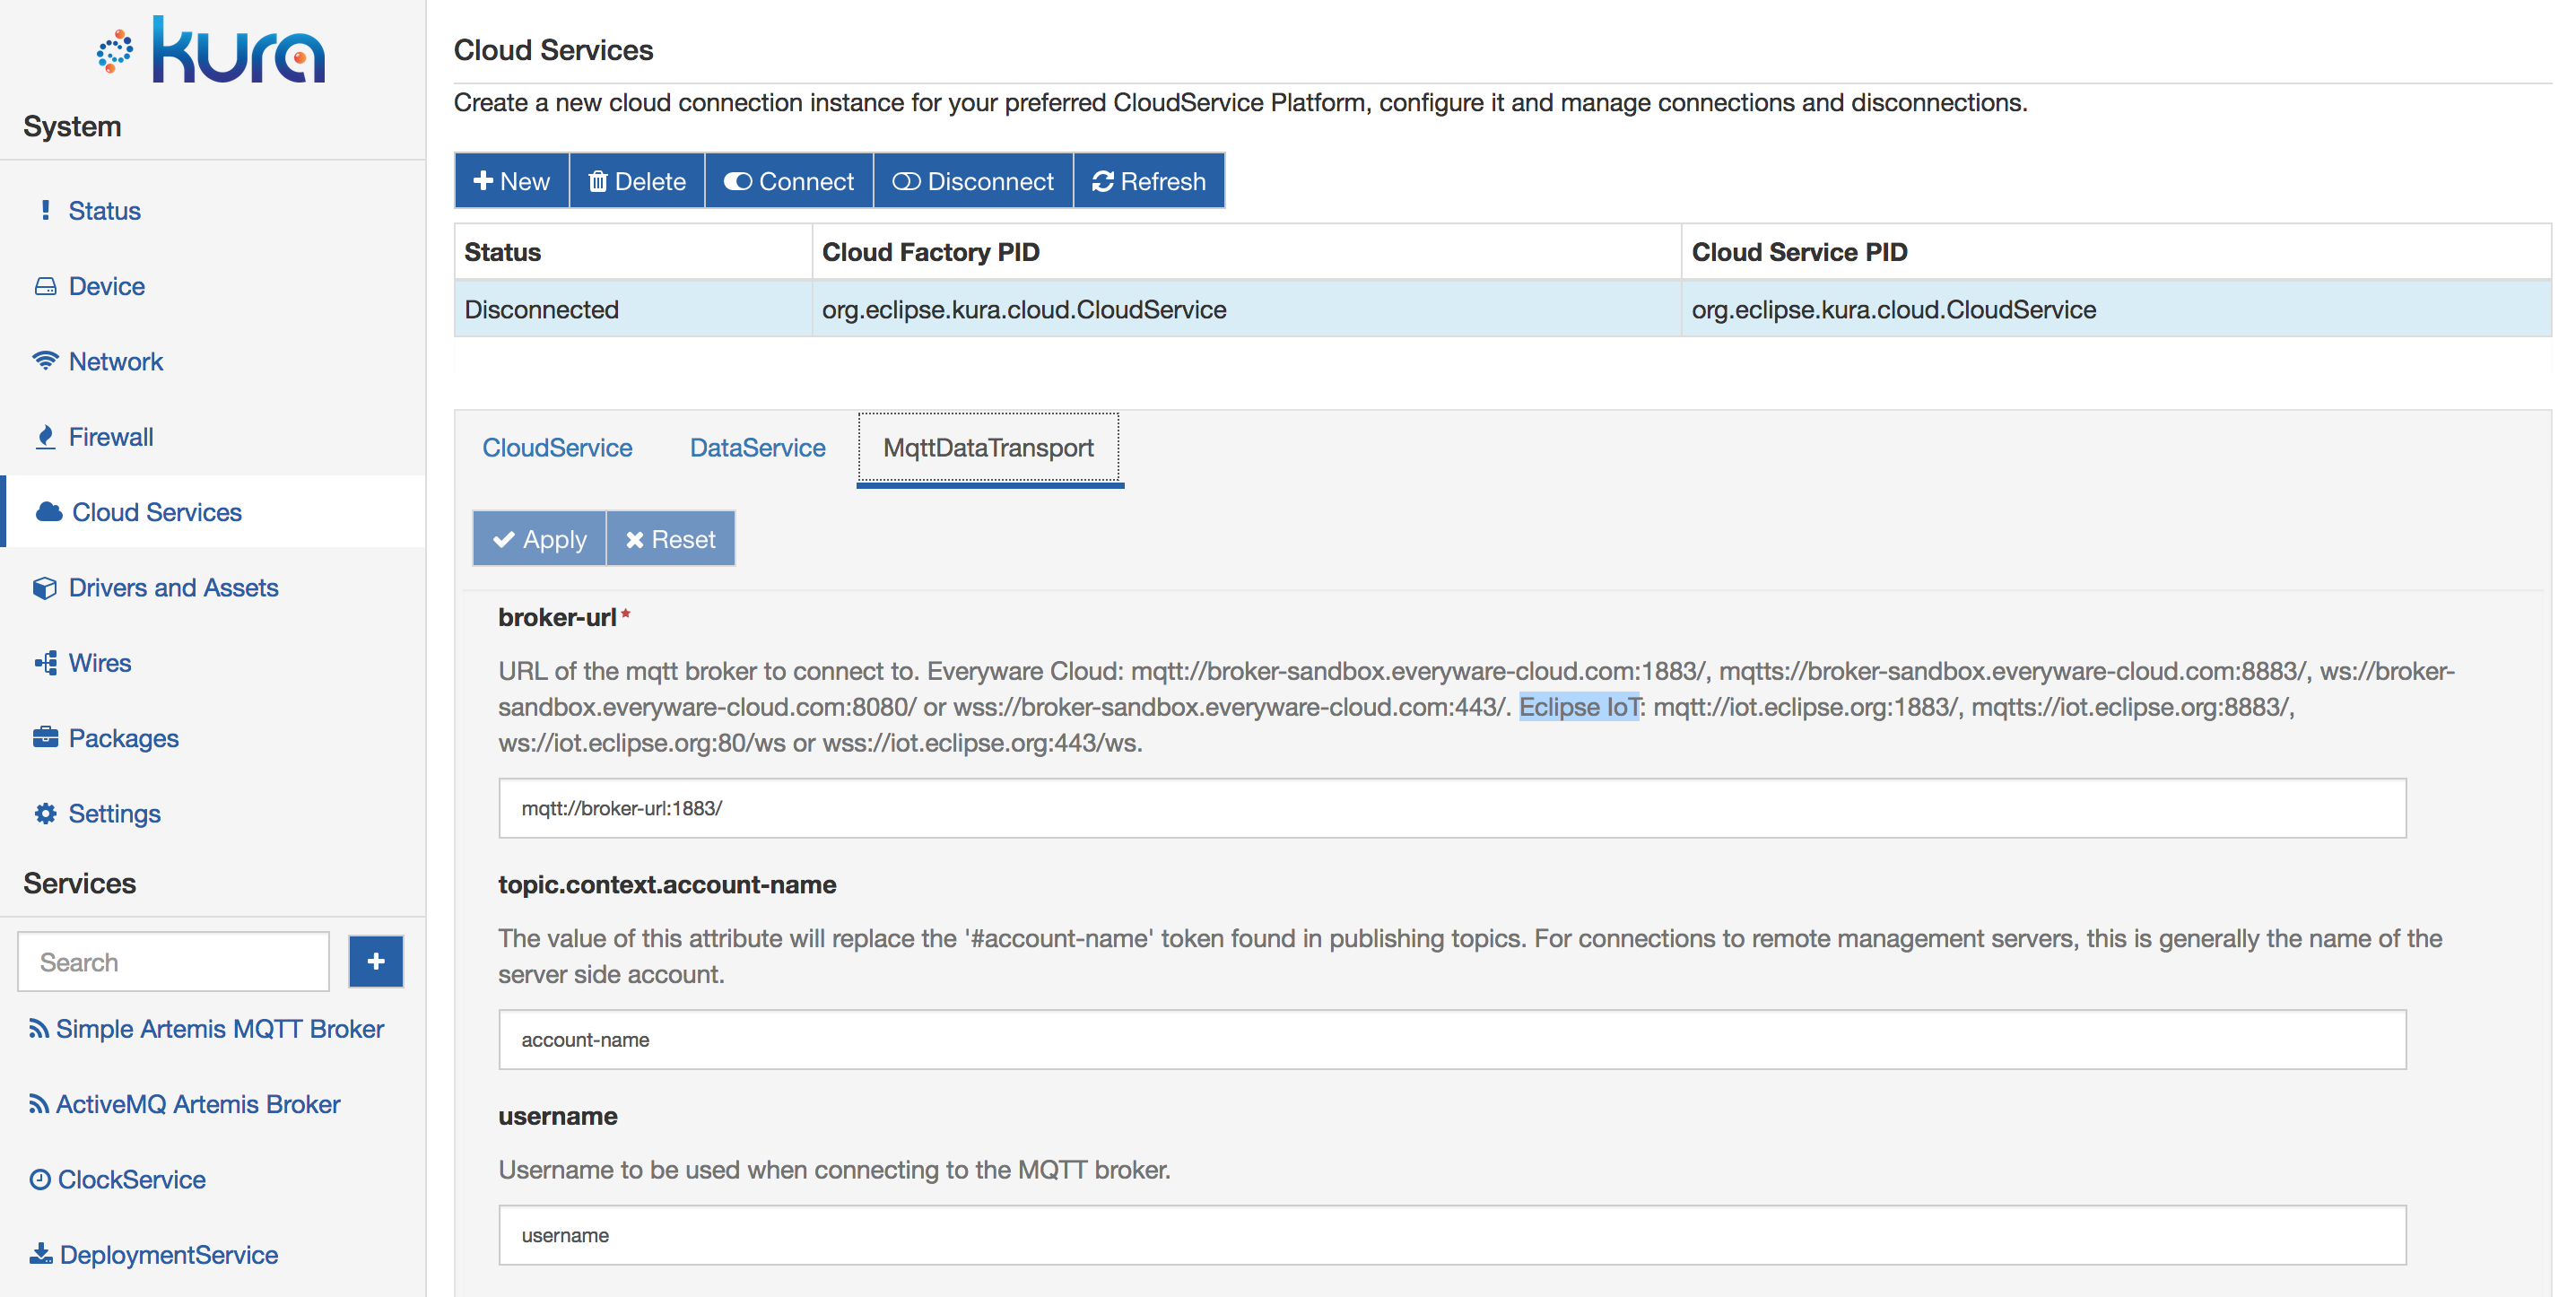 kura
System
Status
Device
Network
Firewall
Cloud Services
Drivers and Assets
Wires
Packages
Settings
Services
Search
Simple Artemis MQTT Broker
ActiveMQ Artemis Broker
ClockService
DeploymentService
Cloud Services
Create a new cloud connection instance for your preferred CloudService Platform, configure it and manage connections and disconnections.
New Delete Connect Disconnect Refresh
Status Cloud Factory PID Cloud Service PID
Disconnected org.eclipse.kura.cloud.CloudService org.eclipse.kura.cloud.CloudService
CloudService DataService MqttDataTransport
Apply Reset
broker-url*
URL of the mqtt broker to connect to. Everyware Cloud: mqtt://broker-sandbox.everyware-cloud.com:1883/, mqtts://broker-sandbox.everyware-cloud.com:8883/, ws://broker-
sandbox.everyware-cloud.com:8080/ or wss://broker-sandbox.everyware-cloud.com:443/. Eclipse IoT: mqtt://iot.eclipse.org:1883/, mqtts://iot.eclipse.org:8883/,
ws://iot.eclipse.org:80/ws or wss://iot.eclipse.org:443/ws.
mqtt://broker-url:1883/
topic.context.account-name
The value of this attribute will replace the '#account-name' token found in publishing topics. For connections to remote management servers, this is generally the name of the
server side account.
account-name
username
Username to be used when connecting to the MQTT broker.
username